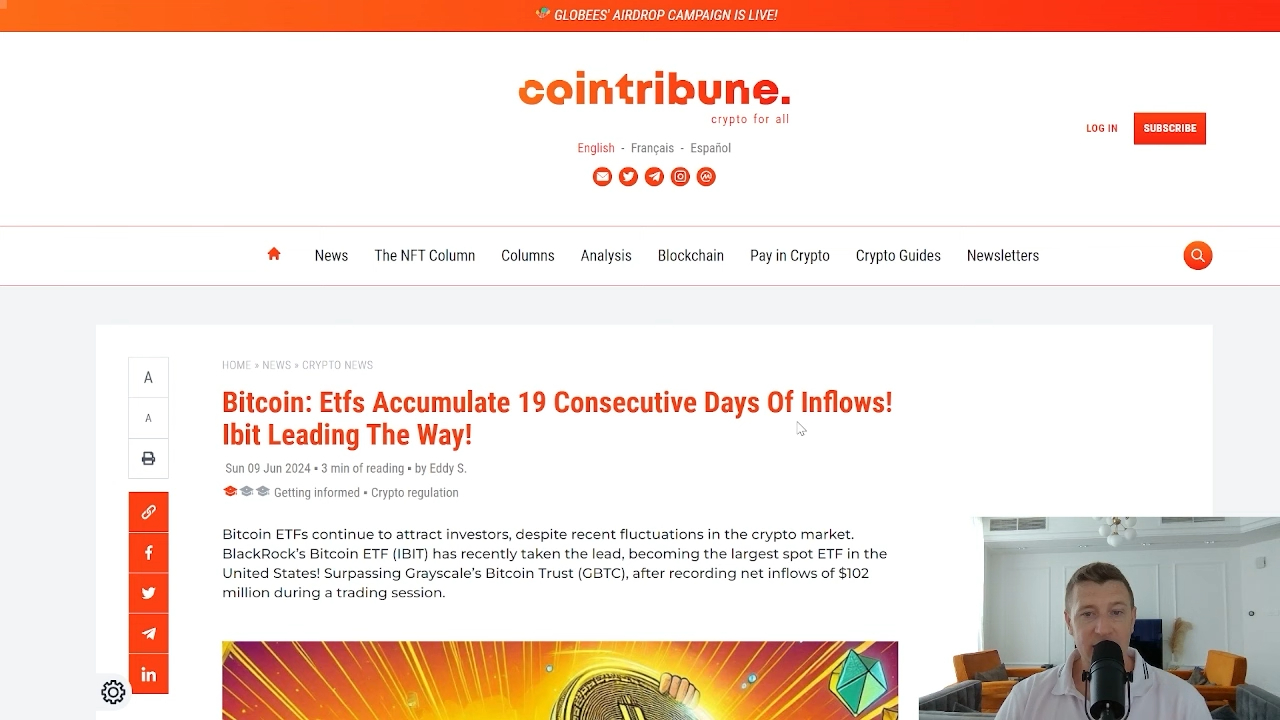 GLOBEES' AIRDROP CAMPAIGN IS LIVE!
cointribune.
crypto for all
English - Français - Español
LOG IN
SUBSCRIBE
News
The NFT Column
Columns
Analysis
Blockchain
Pay in Crypto
Crypto Guides
Newsletters
A
A
HOME » NEWS » CRYPTO NEWS
Bitcoin: Etfs Accumulate 19 Consecutive Days Of Inflows!
Ibit Leading The Way!
Sun 09 Jun 2024 ▪ 3 min of reading ▪ by Eddy S.
Getting informed ▪ Crypto regulation
Bitcoin ETFs continue to attract investors, despite recent fluctuations in the crypto market.
BlackRock's Bitcoin ETF (IBIT) has recently taken the lead, becoming the largest spot ETF in the
United States! Surpassing Grayscale's Bitcoin Trust (GBTC), after recording net inflows of $102
million during a trading session.